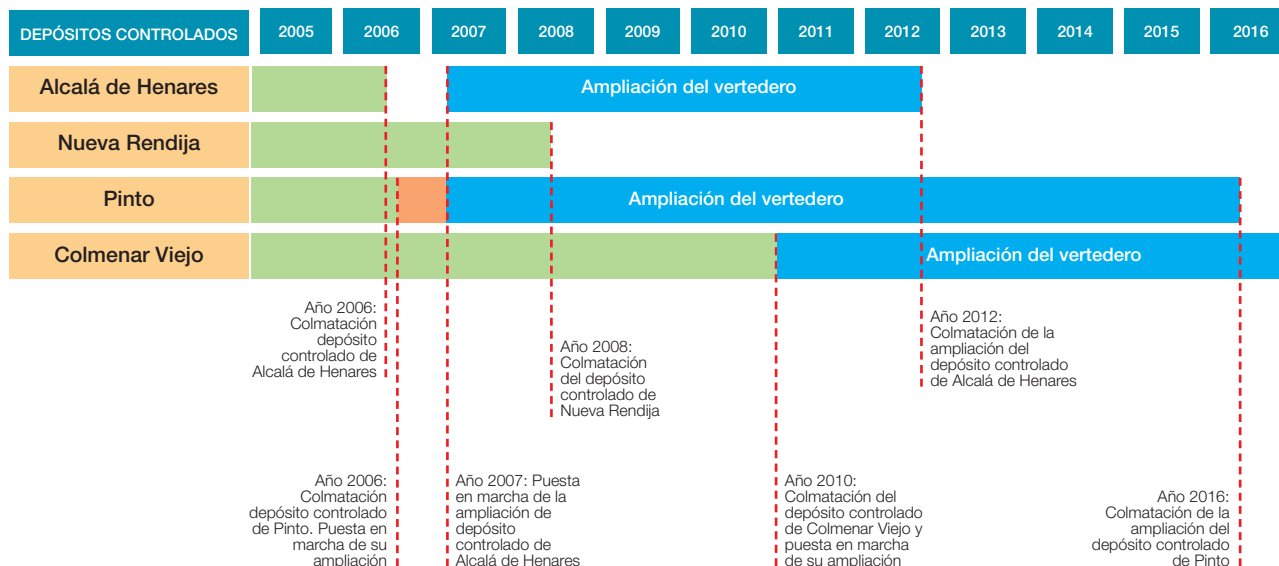 DEPÓSITOS CONTROLADOS 2005 2006 2007 2008 2009 2010 2011 2012 2013 2014 2015 2016
Alcalá de Henares Ampliación del vertedero
Nueva Rendija
Pinto Ampliación del vertedero
Colmenar Viejo Ampliación del vertedero
Año 2006:
Colmatación
depósito
controlado de
Alcalá de Henares
Año 2008:
Colmatación
del depósito
controlado de
Nueva Rendija
Año 2012:
Colmatación de la
ampliación del
depósito controlado
de Alcalá de Henares
Año 2006:
Colmatación
depósito controlado
de Pinto. Puesta en
marcha de su
ampliación
Año 2007: Puesta
en marcha de la
ampliación de
depósito
controlado de
Alcalá de Henares
Año 2010:
Colmatación del
depósito controlado
de Colmenar Viejo y
puesta en marcha
de su ampliación
Año 2016:
Colmatación de la
ampliación del
depósito controlado
de Pinto